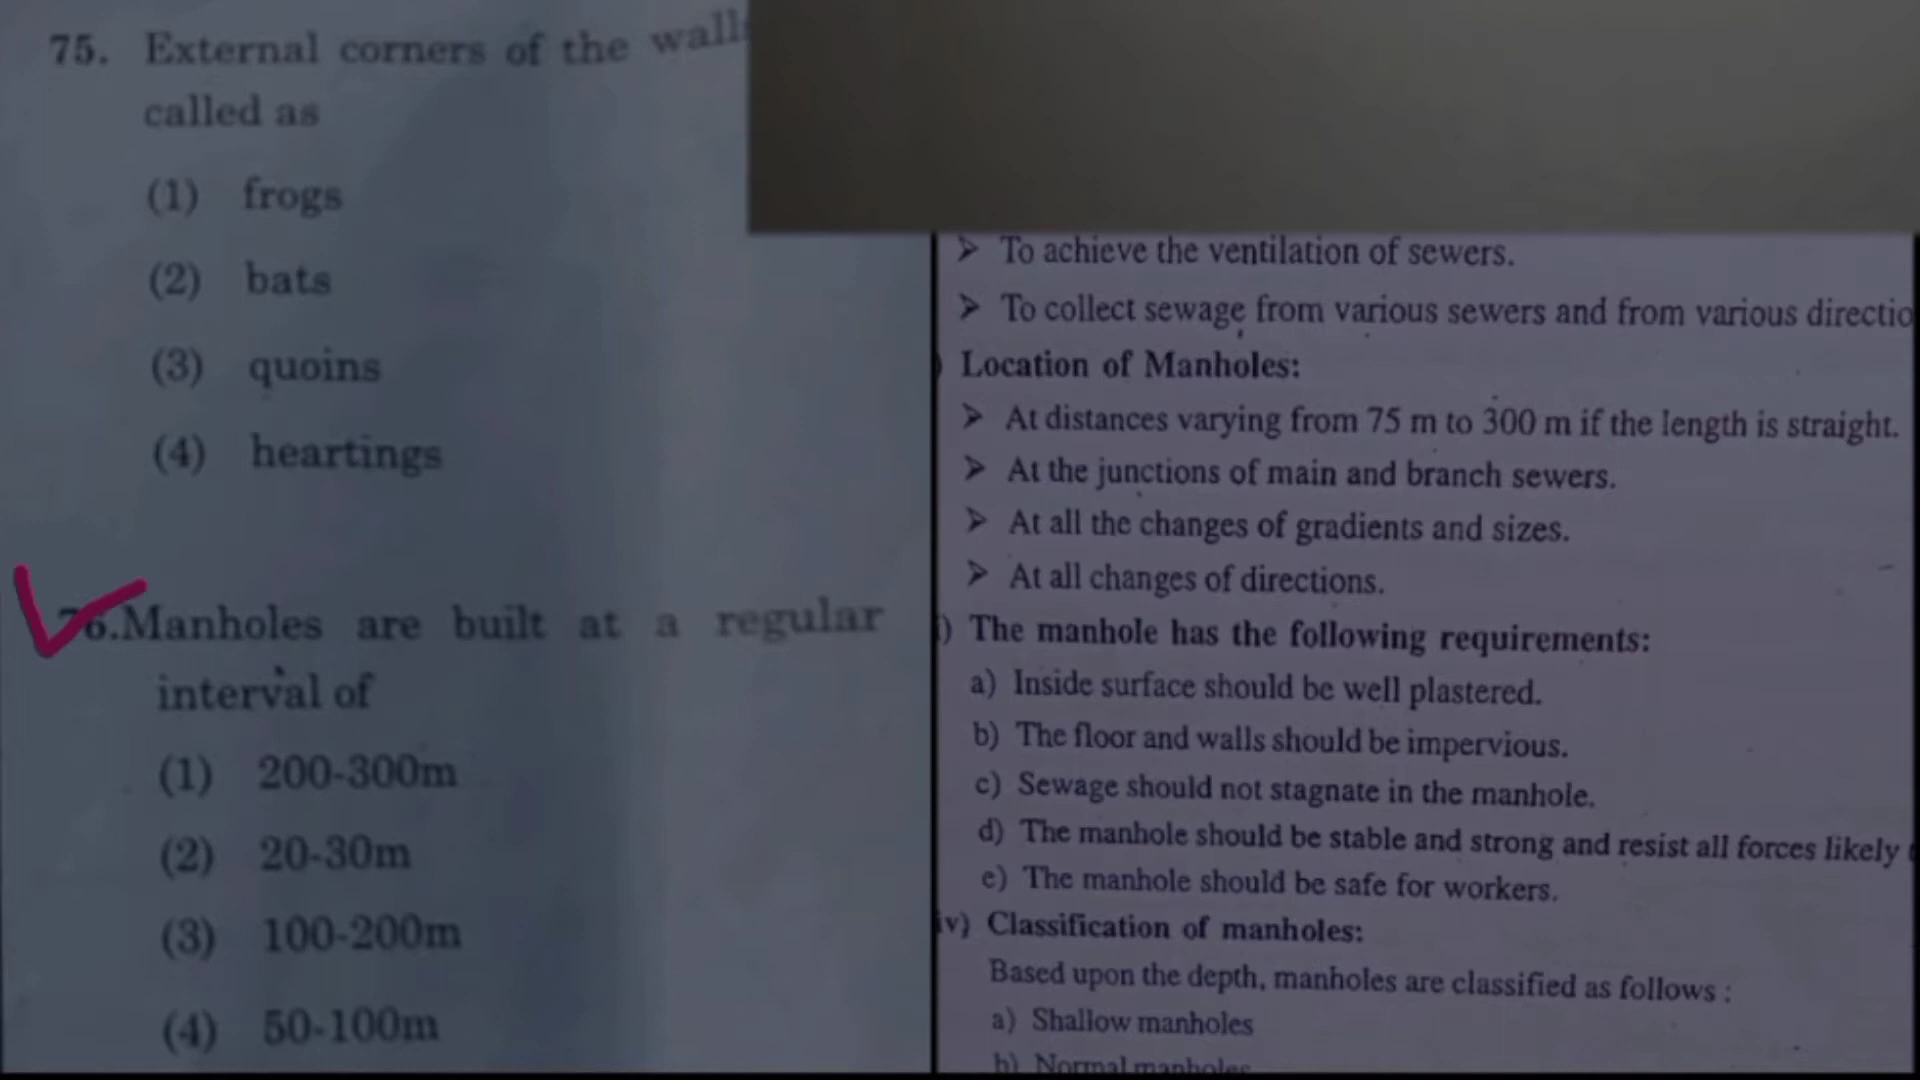 75. External corners of the walls
called as
(1) frogs
(2) bats
(3) quoins
(4) heartings
76.Manholes are built at a regular
interval of
(1) 200-300m
(2) 20-30m
(3) 100-200m
(4) 50-100m
➢ To achieve the ventilation of sewers.
➢ To collect sewage from various sewers and from various directio
) Location of Manholes:
➢ At distances varying from 75 m to 300 m if the length is straight.
➢ At the junctions of main and branch sewers.
➢ At all the changes of gradients and sizes.
➢ At all changes of directions.
i) The manhole has the following requirements:
a) Inside surface should be well plastered.
b) The floor and walls should be impervious.
c) Sewage should not stagnate in the manhole.
d) The manhole should be stable and strong and resist all forces likely
e) The manhole should be safe for workers.
iv) Classification of manholes:
Based upon the depth, manholes are classified as follows :
a) Shallow manholes
b) Normal manholes